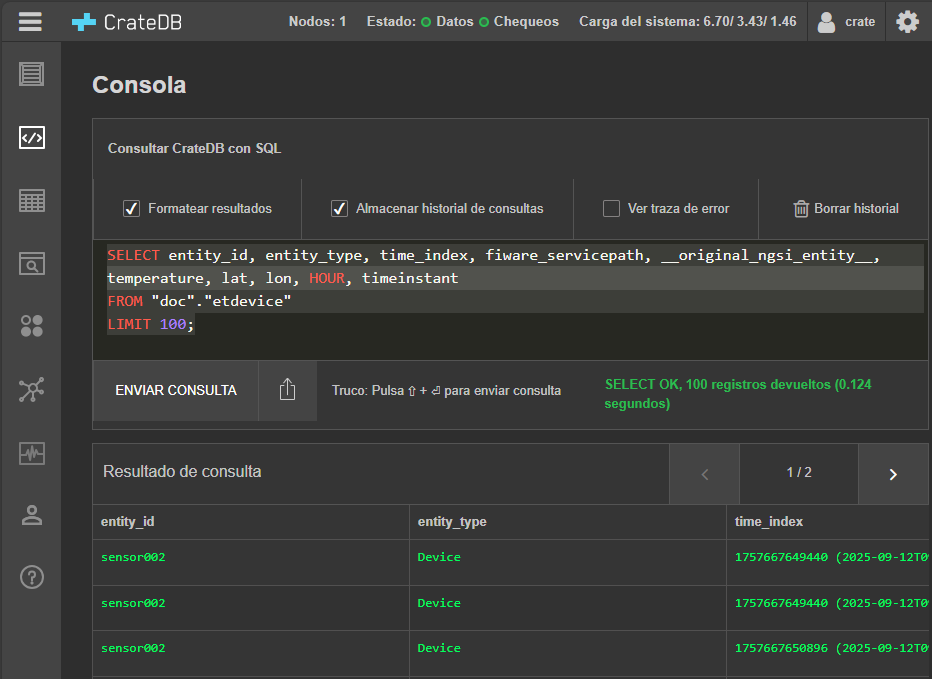 CrateDB
Nodos: 1 Estado: Datos Chequeos Carga del sistema: 6.70/ 3.43/ 1.46 crate
Consola
Consultar CrateDB con SQL
Formatear resultados Almacenar historial de consultas Ver traza de error Borrar historial
SELECT entity_id, entity_type, time_index, fiware_servicepath, __original_ngsi_entity__,
temperature, lat, lon, HOUR, timeinstant
FROM "doc"."etdevice"
LIMIT 100;
ENVIAR CONSULTA Truco: Pulsa ⇧ + ⏎ para enviar consulta
SELECT OK, 100 registros devueltos (0.124
segundos)
Resultado de consulta 1 / 2
entity_id entity_type time_index
sensor002 Device 1757667649440 (2025-09-12T0
sensor002 Device 1757667649440 (2025-09-12T0
sensor002 Device 1757667650896 (2025-09-12T0